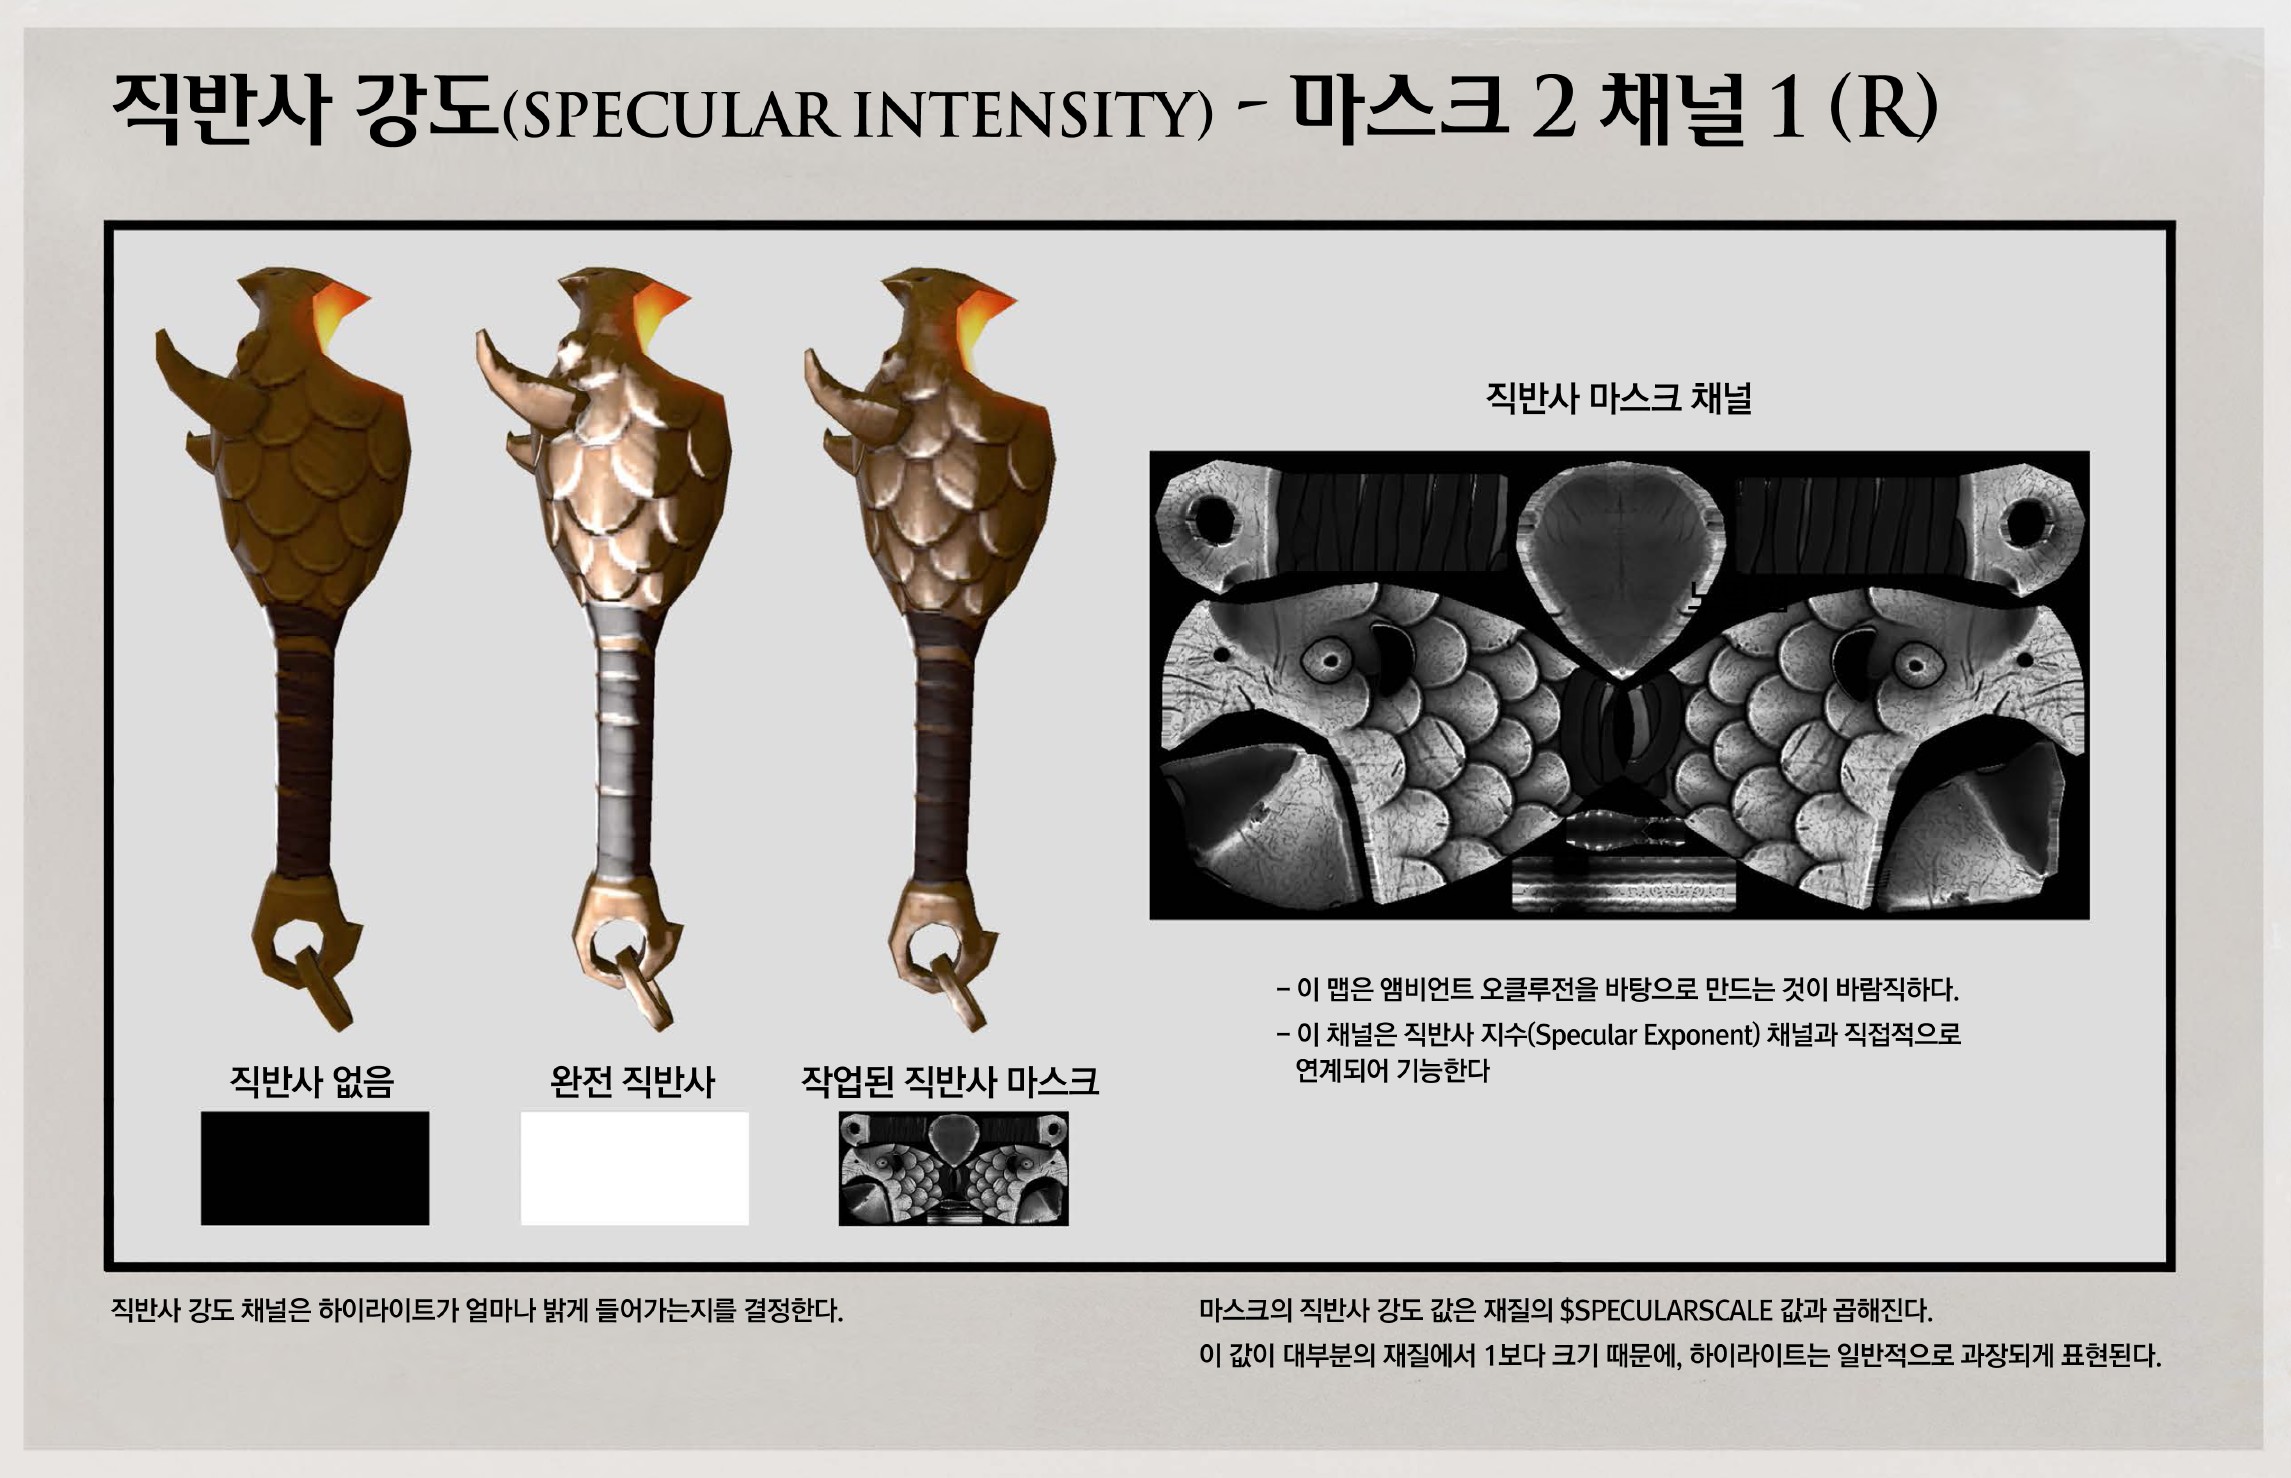 직반사 강도(SPECULAR INTENSITY) - 마스크 2 채널 1 (R)
직반사 마스크 채널
- 이 맵은 앰비언트 오클루전을 바탕으로 만드는 것이 바람직하다.
- 이 채널은 직반사 지수(Specular Exponent) 채널과 직접적으로
연계되어 기능한다
직반사 없음
완전 직반사
작업된 직반사 마스크
직반사 강도 채널은 하이라이트가 얼마나 밝게 들어가는지를 결정한다.
마스크의 직반사 강도 값은 재질의 $SPECULARSCALE 값과 곱해진다.
이 값이 대부분의 재질에서 1보다 크기 때문에, 하이라이트는 일반적으로 과장되게 표현된다.